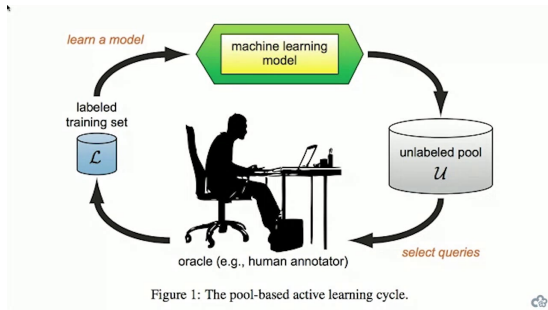 learn a model
machine learning
model
labeled
training set
ℒ
unlabeled pool
𝒰
select queries
oracle (e.g., human annotator)
Figure 1: The pool-based active learning cycle.